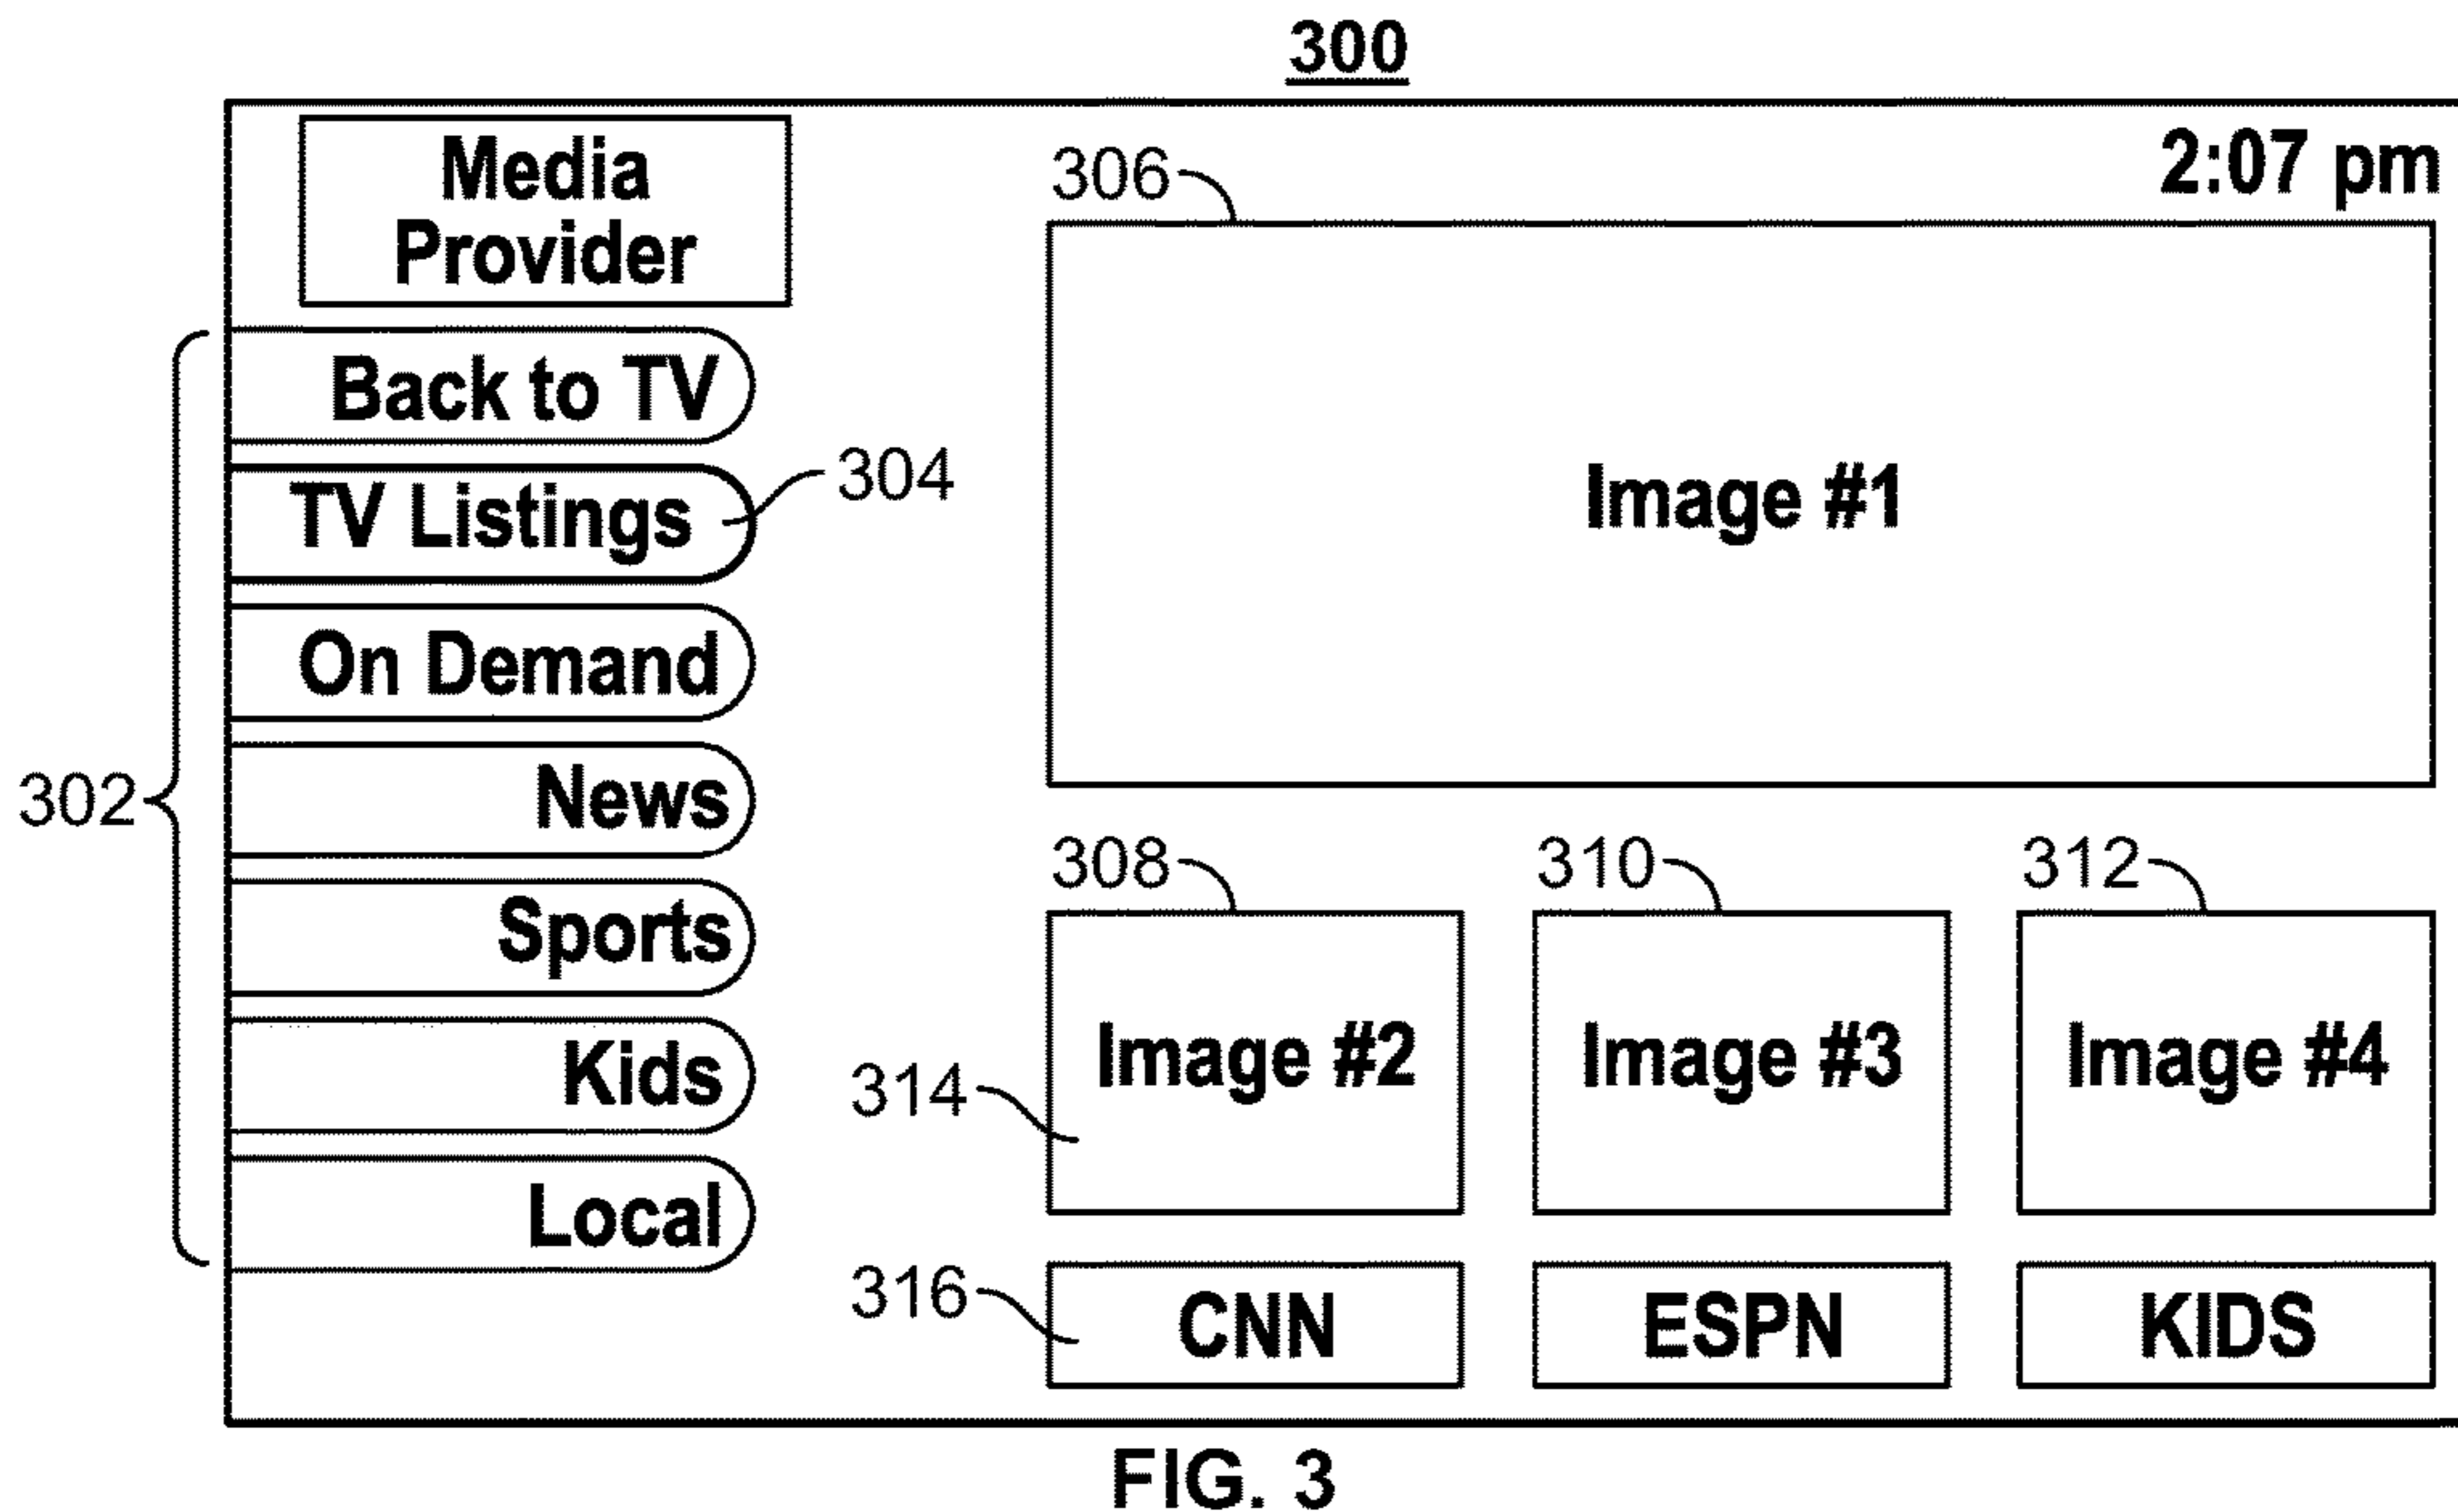 300
Media
Provider
2:07 pm
306
Back to TV
TV Listings
304
Image #1
On Demand
News
302
308
310
312
Sports
Kids
Image #2
Image #3
Image #4
314
Local
316
CNN
ESPN
KIDS
FIG. 3